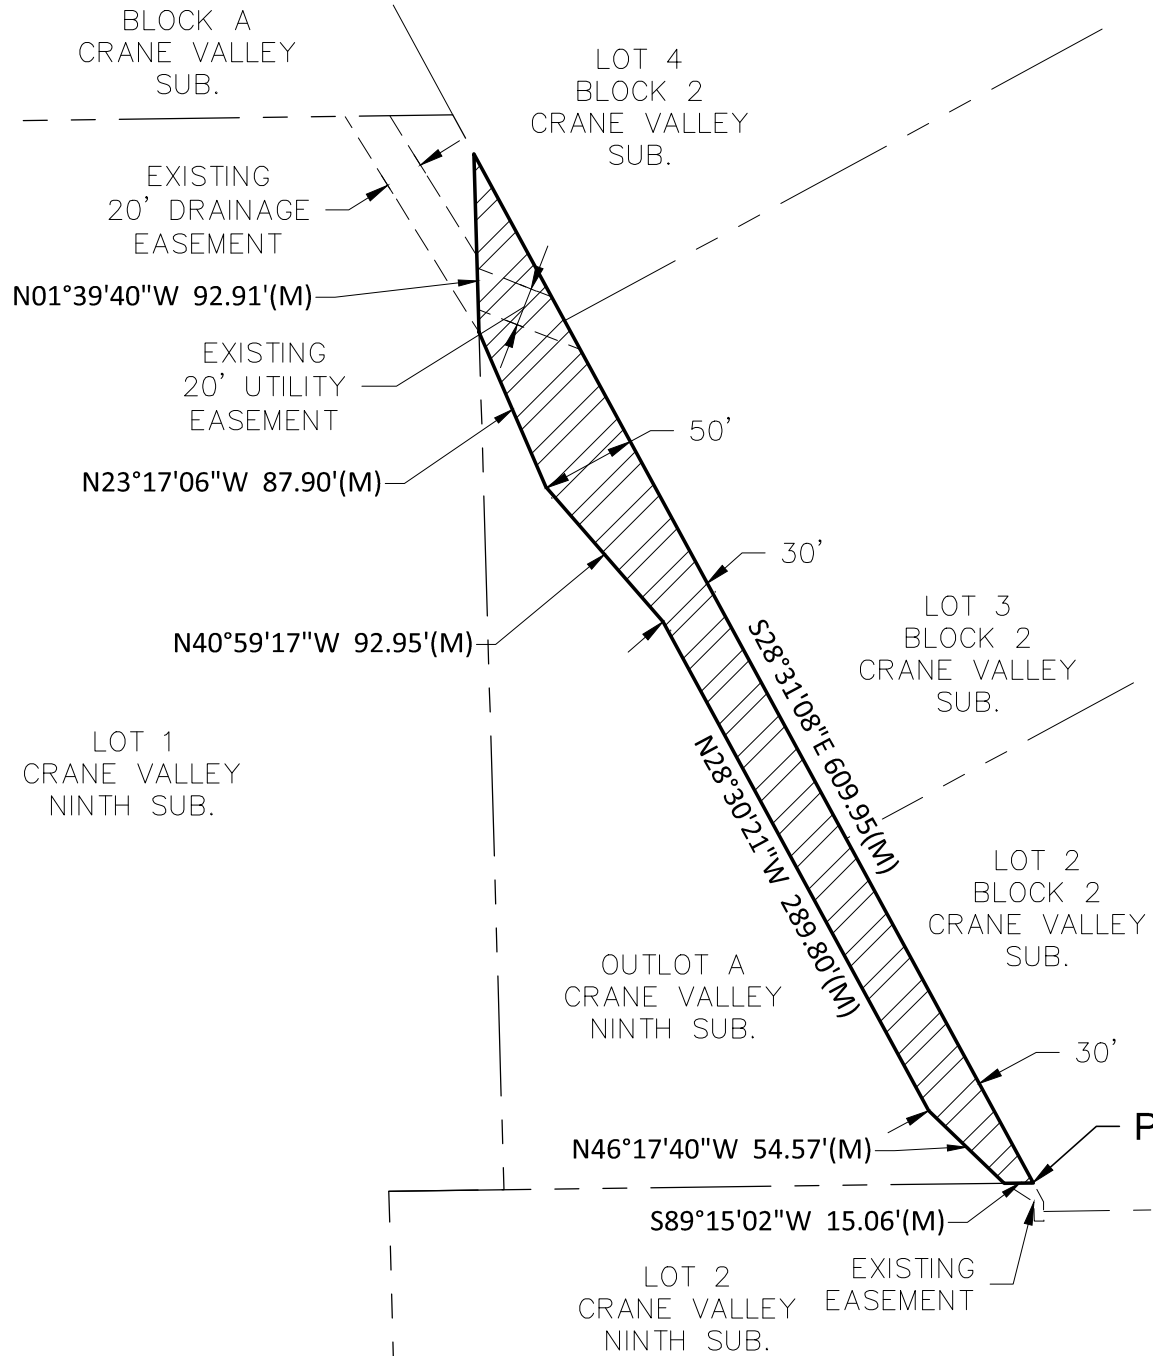 BLOCK A
CRANE VALLEY
SUB.
LOT 4
BLOCK 2
CRANE VALLEY
SUB.
EXISTING
20' DRAINAGE
EASEMENT
N01°39'40"W 92.91'(M)
EXISTING
20' UTILITY
EASEMENT
50'
N23°17'06"W 87.90'(M)
30'
LOT 3
BLOCK 2
CRANE VALLEY
SUB.
N40°59'17"W 92.95'(M)
S28°31'08"E 609.95(M)
LOT 1
CRANE VALLEY
NINTH SUB.
N28°30'21"W 289.80'(M)
LOT 2
BLOCK 2
CRANE VALLEY
SUB.
OUTLOT A
CRANE VALLEY
NINTH SUB.
30'
P
N46°17'40"W 54.57'(M)
S89°15'02"W 15.06'(M)
EXISTING
EASEMENT
LOT 2
CRANE VALLEY
NINTH SUB.